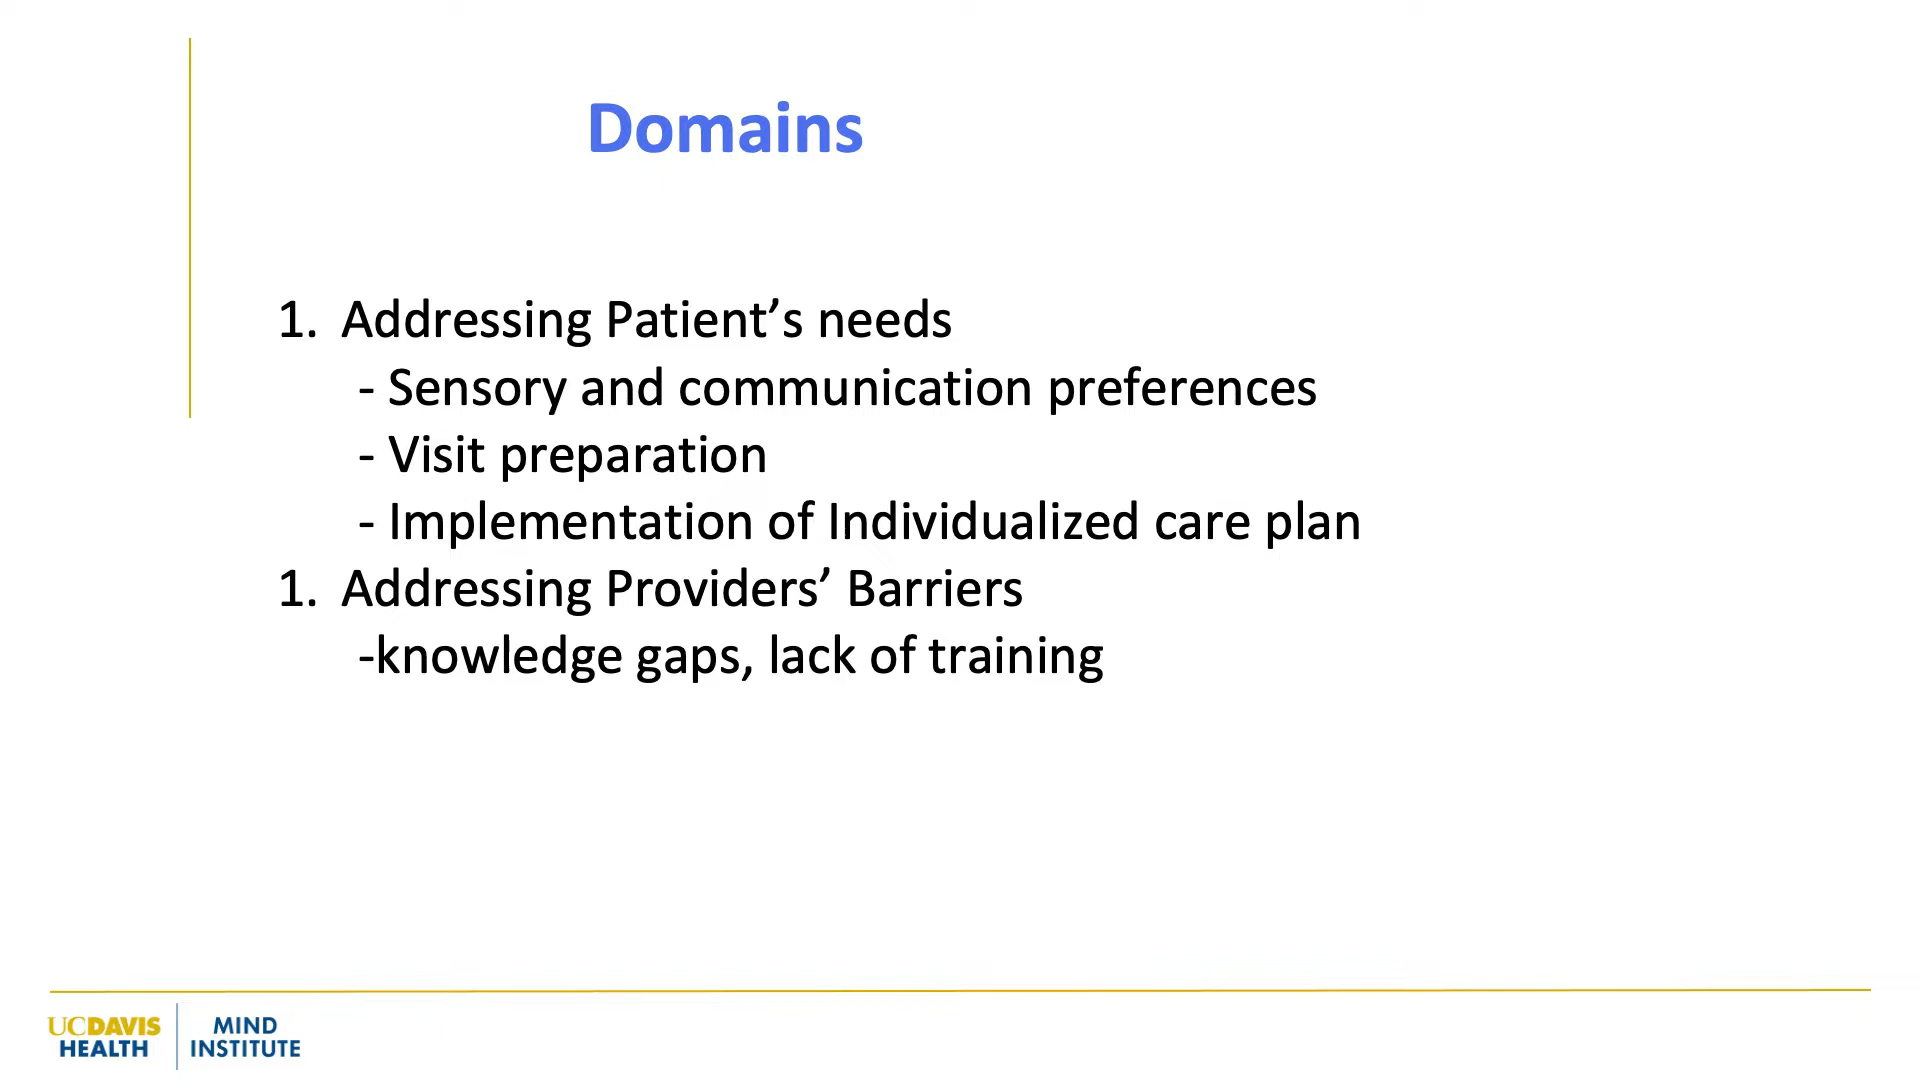 Domains
1. Addressing Patient’s needs
- Sensory and communication preferences
- Visit preparation
- Implementation of Individualized care plan
1. Addressing Providers’ Barriers
-knowledge gaps, lack of training
UCDAVIS
HEALTH
MIND
INSTITUTE